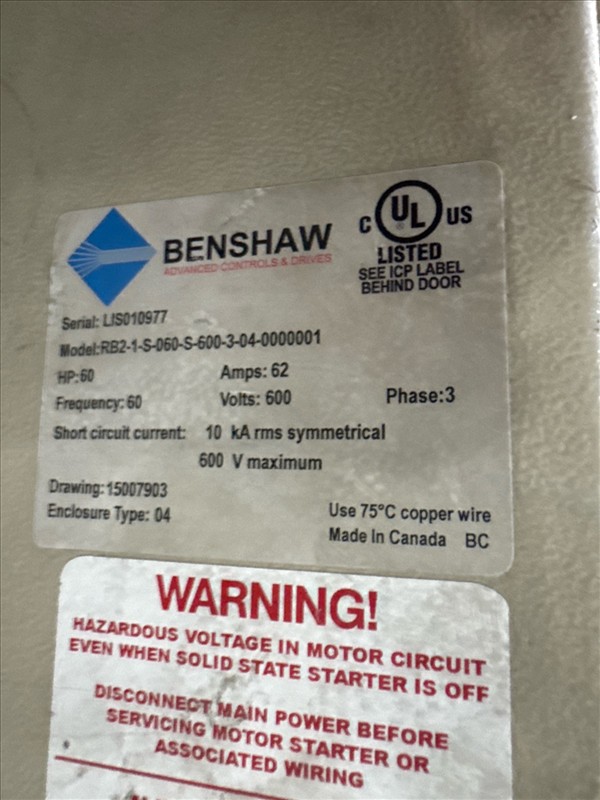 BENSHAW
ADVANCED CONTROLS & DRIVES
C UL US
®
LISTED
SEE ICP LABEL
BEHIND DOOR
Serial: LIS010977
Model:RB2-1-S-060-S-600-3-04-0000001
HP:60 Amps: 62
Frequency: 60 Volts: 600 Phase:3
Short circuit current: 10 kA rms symmetrical
600 V maximum
Drawing: 15007903
Enclosure Type: 04 Use 75°C copper wire
Made In Canada BC
WARNING!
HAZARDOUS VOLTAGE IN MOTOR CIRCUIT
EVEN WHEN SOLID STATE STARTER IS OFF
DISCONNECT MAIN POWER BEFORE
SERVICING MOTOR STARTER OR
ASSOCIATED WIRING